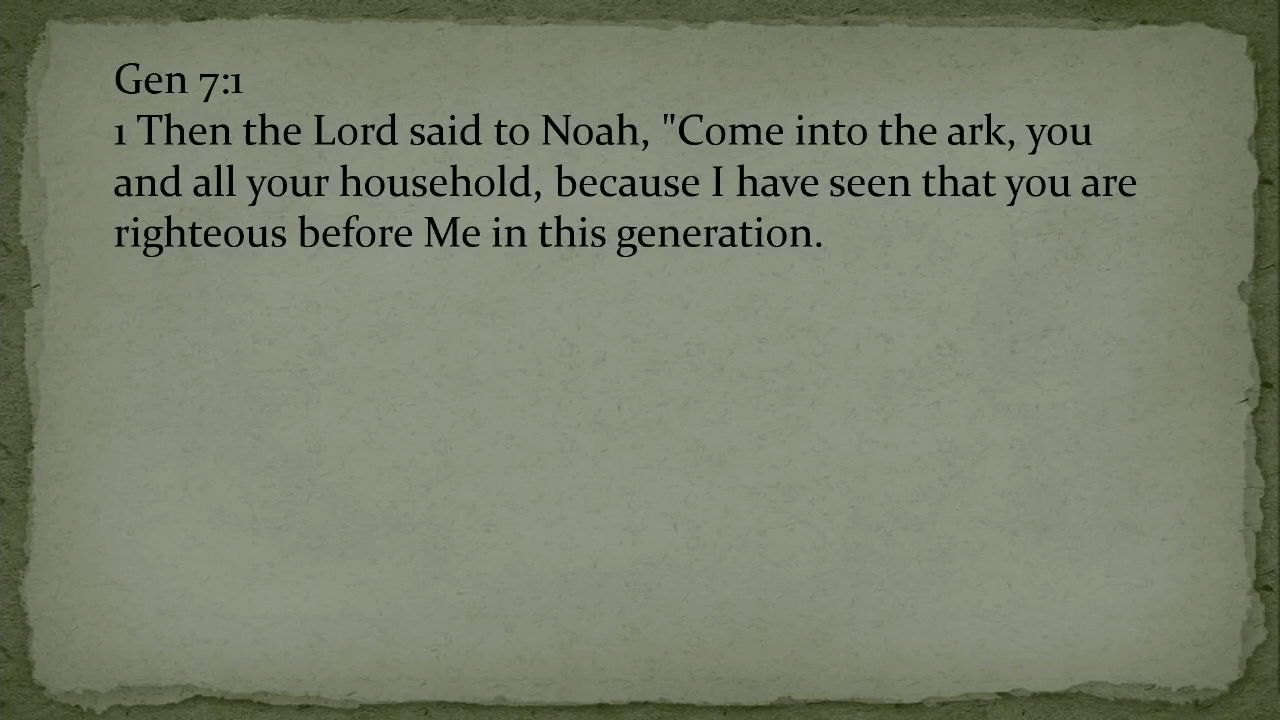 Gen 7:1
1 Then the Lord said to Noah, "Come into the ark, you
and all your household, because I have seen that you are
righteous before Me in this generation.